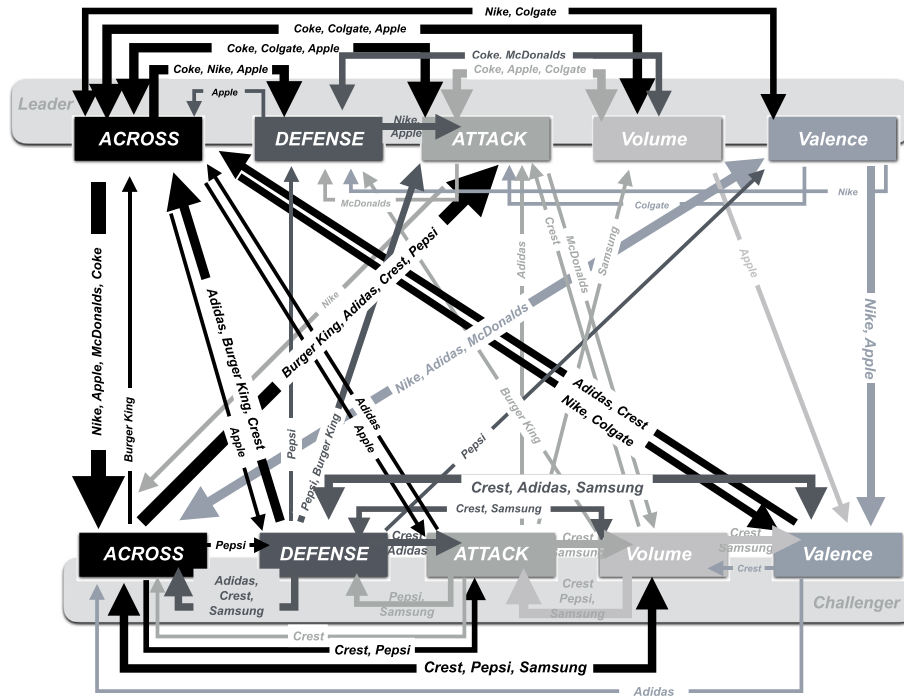 Nike, Colgate
Coke, Colgate, Apple
Coke, Colgate, Apple
Coke. McDonalds
Coke, Nike, Apple
Coke, Apple, Colgate
Apple
Leader
Nike,
Apple
ACROSS
DEFENSE
ATTACK
Volume
Valence
McDonalds
Colgate
Nike
Nike, Apple, McDonalds, Coke
Burger King
Adidas, Burger King, Crest
Apple
Nike
Burger King, Adidas, Crest, Pepsi
Pepsi
Pepsi, Burger King
Adidas
Apple
Nike, Adidas, McDonalds
Adidas
Crest
McDonalds
Samsung
Burger King
Pepsi
Adidas, Crest
Nike, Colgate
Apple
Nike, Apple
Crest, Adidas, Samsung
Crest, Samsung
ACROSS
Pepsi
DEFENSE
Crest
Adidas
ATTACK
Crest
Samsung
Volume
Crest
Samsung
Valence
Crest
Adidas,
Crest,
Samsung
Pepsi,
Samsung
Crest
Pepsi,
Samsung
Challenger
Crest
Crest, Pepsi
Crest, Pepsi, Samsung
Adidas